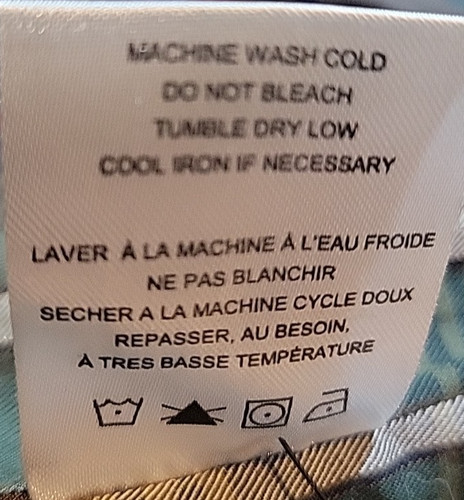 MACHINE WASH COLD
DO NOT BLEACH
TUMBLE DRY LOW
COOL IRON IF NECESSARY
LAVER À LA MACHINE À L'EAU FROIDE
NE PAS BLANCHIR
SECHER A LA MACHINE CYCLE DOUX
REPASSER, AU BESOIN,
À TRES BASSE TEMPÉRATURE